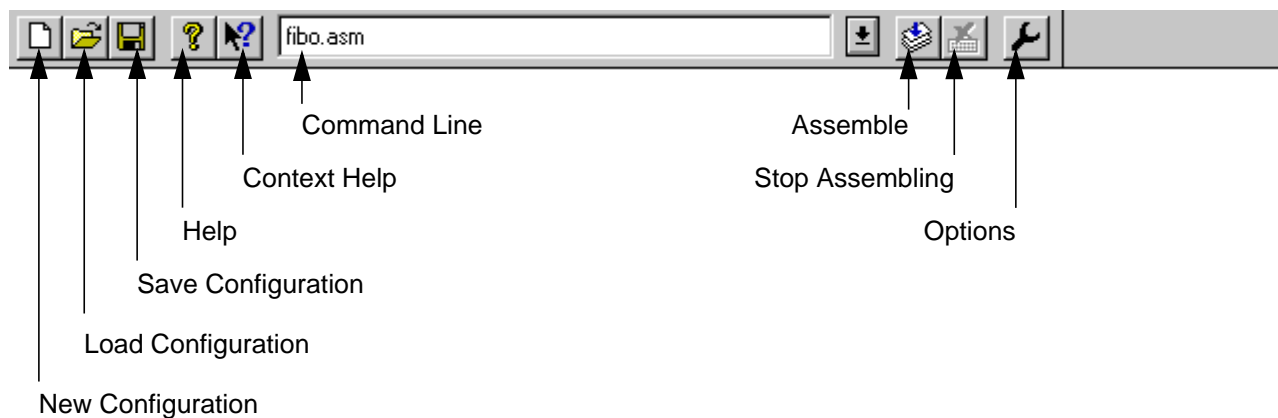 fibo.asm
Command Line
Assemble
Context Help
Stop Assembling
Help
Options
Save Configuration
Load Configuration
New Configuration